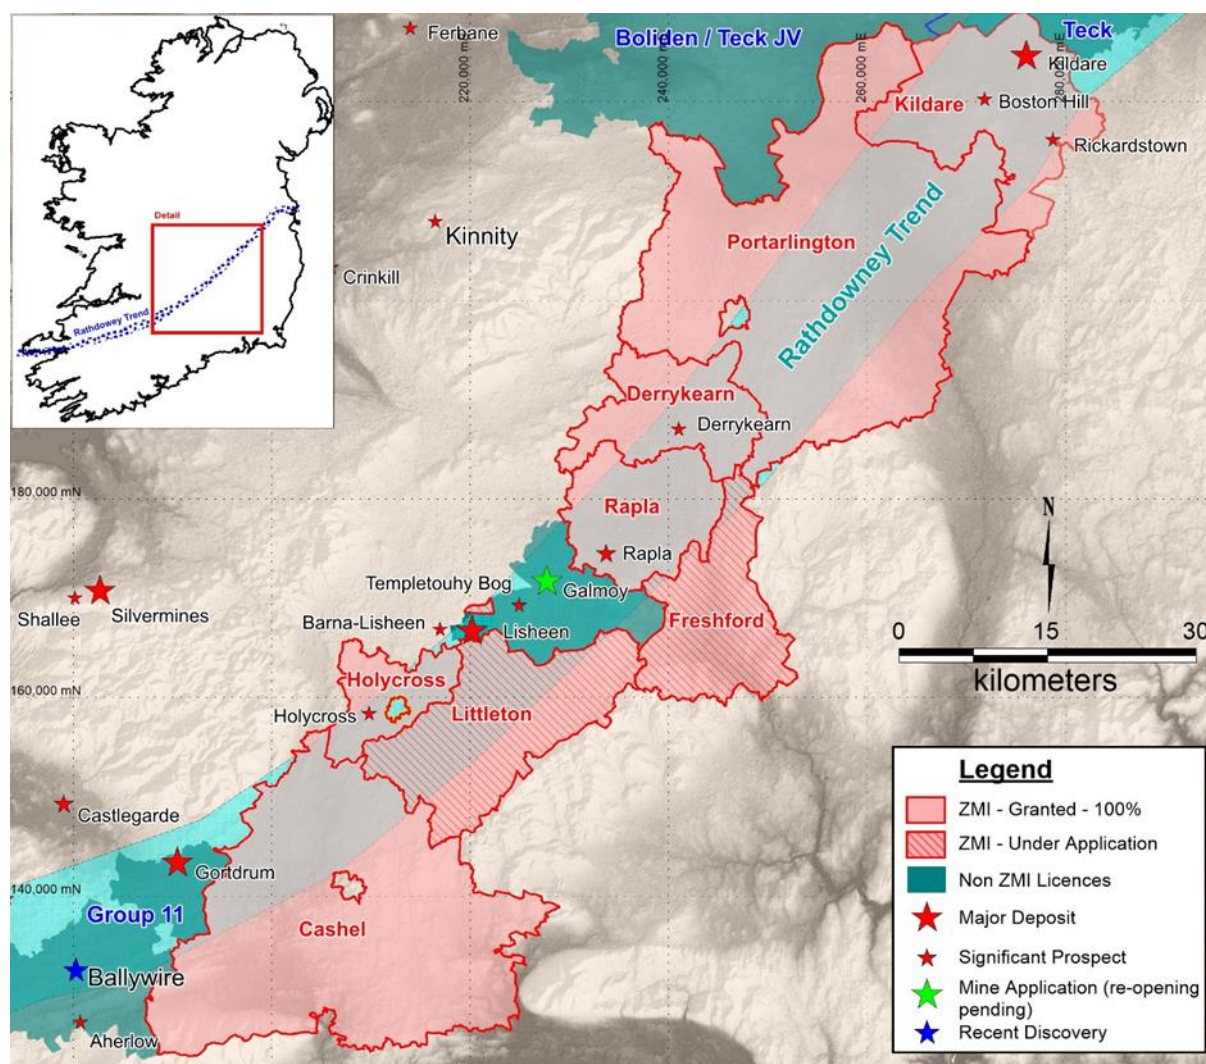 Ferbane
Boliden / Teck JV
Teck
Kildare
220,000 mE
240,000 mE
260,000 mE
280,000 mE
Kildare
Boston Hill
Rickardstown
Detail
Rathdowey Trend
Kinnity
Crinkill
Portarlington
Rathdowney Trend
Derrykearn
Derrykearn
180,000 mN
Rapla
Rapla
N
Templetouhy Bog
Galmoy
Shallee
Silvermines
Barna-Lisheen
Lisheen
Freshford
0
15
30
kilometers
160,000 mN
Holycross
Holycross
Littleton
Castlegarde
Gortdrum
140,000 mN
Group 11
Cashel
Ballywire
Aherlow
Legend
ZMI - Granted - 100%
ZMI - Under Application
Non ZMI Licences
Major Deposit
Significant Prospect
Mine Application (re-opening
pending)
Recent Discovery